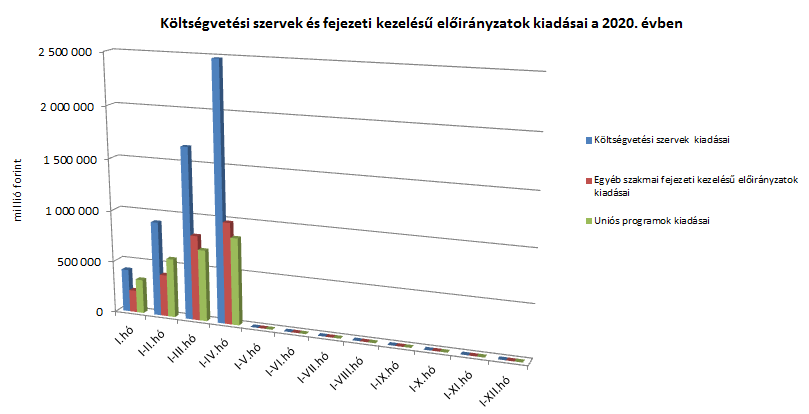 Költségvetési szervek és fejezeti kezelésű előirányzatok kiadásai a 2020. évben
2 500 000
2 000 000
1 500 000
1 000 000
500 000
0
millió forint
I.hó
I-II.hó
I-III.hó
I-IV.hó
I-V.hó
I-VI.hó
I-VII.hó
I-VIII.hó
I-IX.hó
I-X.hó
I-XI.hó
I-XII.hó
Költségvetési szervek kiadásai
Egyéb szakmai fejezeti kezelésű előirányzatok
kiadásai
Uniós programok kiadásai